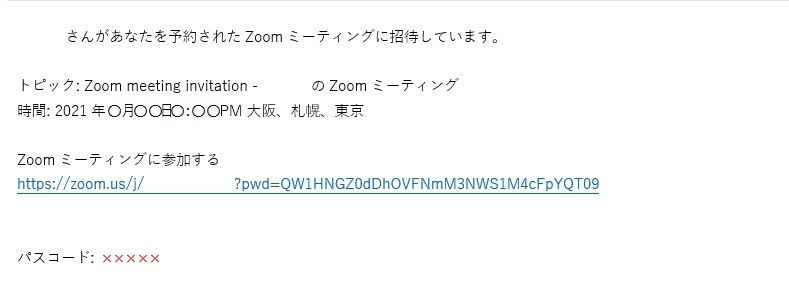 さんがあなたを予約された Zoom ミーティングに招待しています。
トピック: Zoom meeting invitation - の Zoom ミーティング
時間: 2021 年〇月〇〇日〇:〇〇PM 大阪、札幌、東京
Zoom ミーティングに参加する
https://zoom.us/j/ ?pwd=QW1HNGZ0dDhOVFNmM3NWS1M4cFpYQT09
パスコード: ×××××